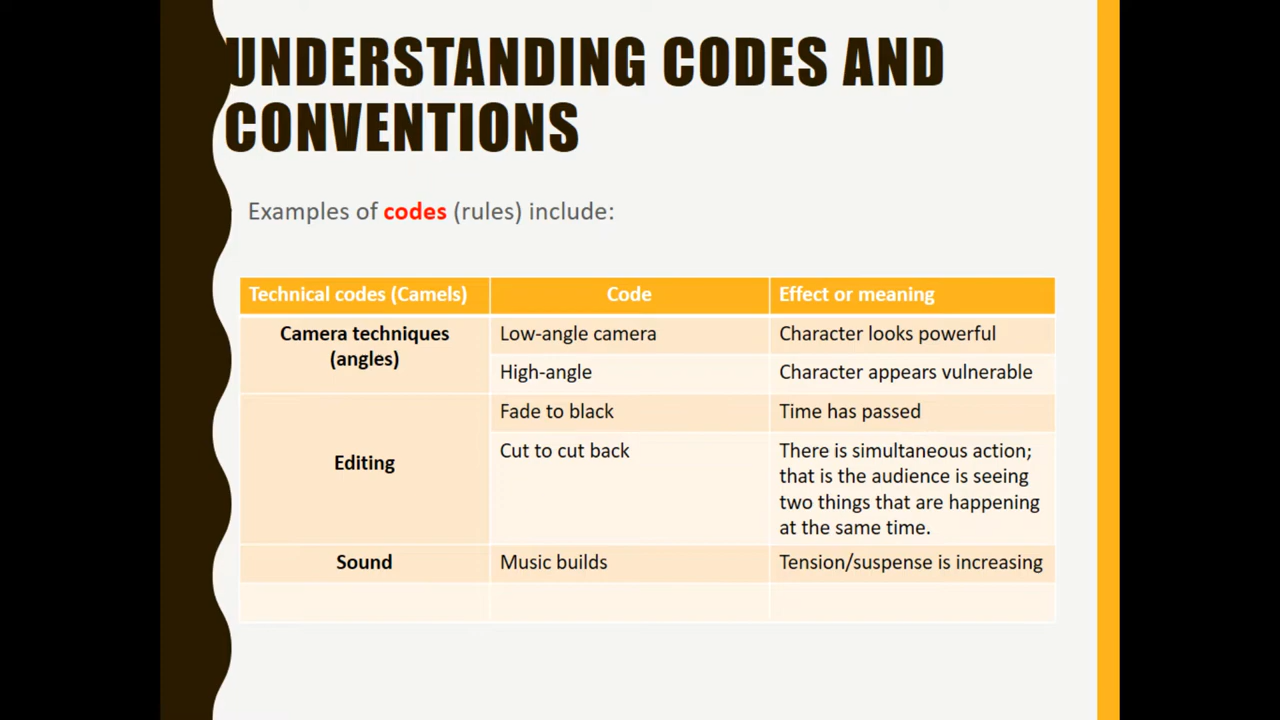 UNDERSTANDING CODES AND
CONVENTIONS
Examples of codes (rules) include:
Technical codes (Camels) Code Effect or meaning
Camera techniques
(angles)
Low-angle camera Character looks powerful
High-angle Character appears vulnerable
Editing
Fade to black Time has passed
Cut to cut back There is simultaneous action;
that is the audience is seeing
two things that are happening
at the same time.
Sound Music builds Tension/suspense is increasing